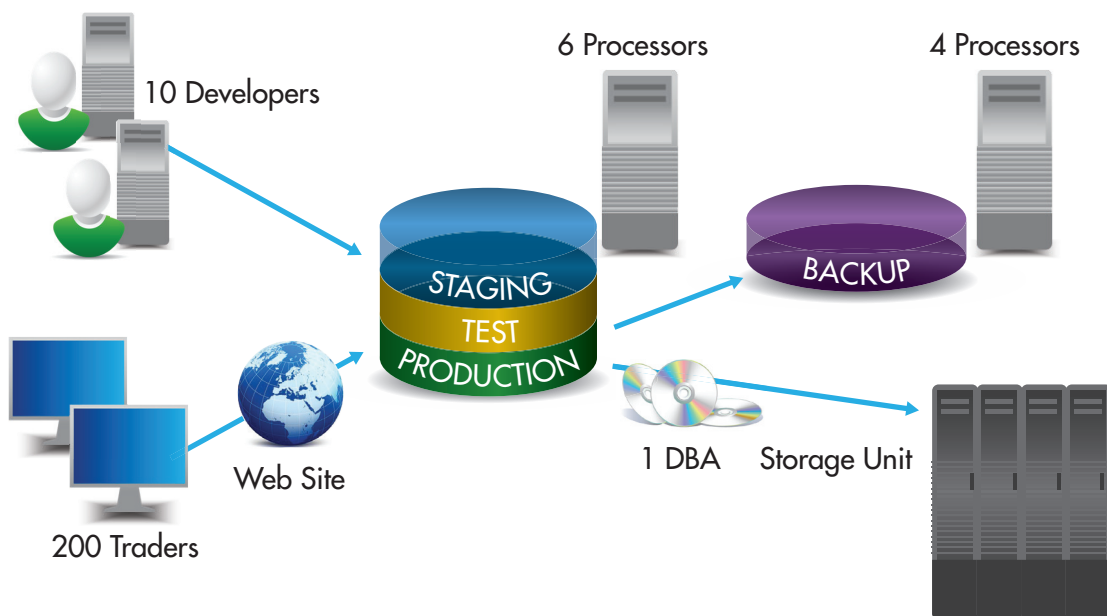 6 Processors
4 Processors
10 Developers
STAGING
BACKUP
TEST
PRODUCTION
1 DBA
Storage Unit
Web Site
200 Traders